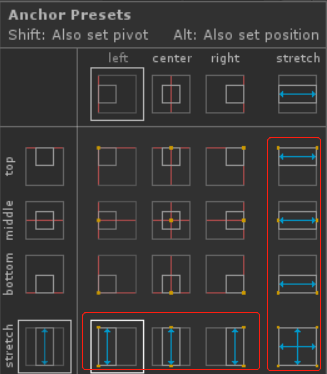 Anchor Presets
Shift: Also set pivot Alt: Also set position
left center right stretch
top
middle
bottom
stretch